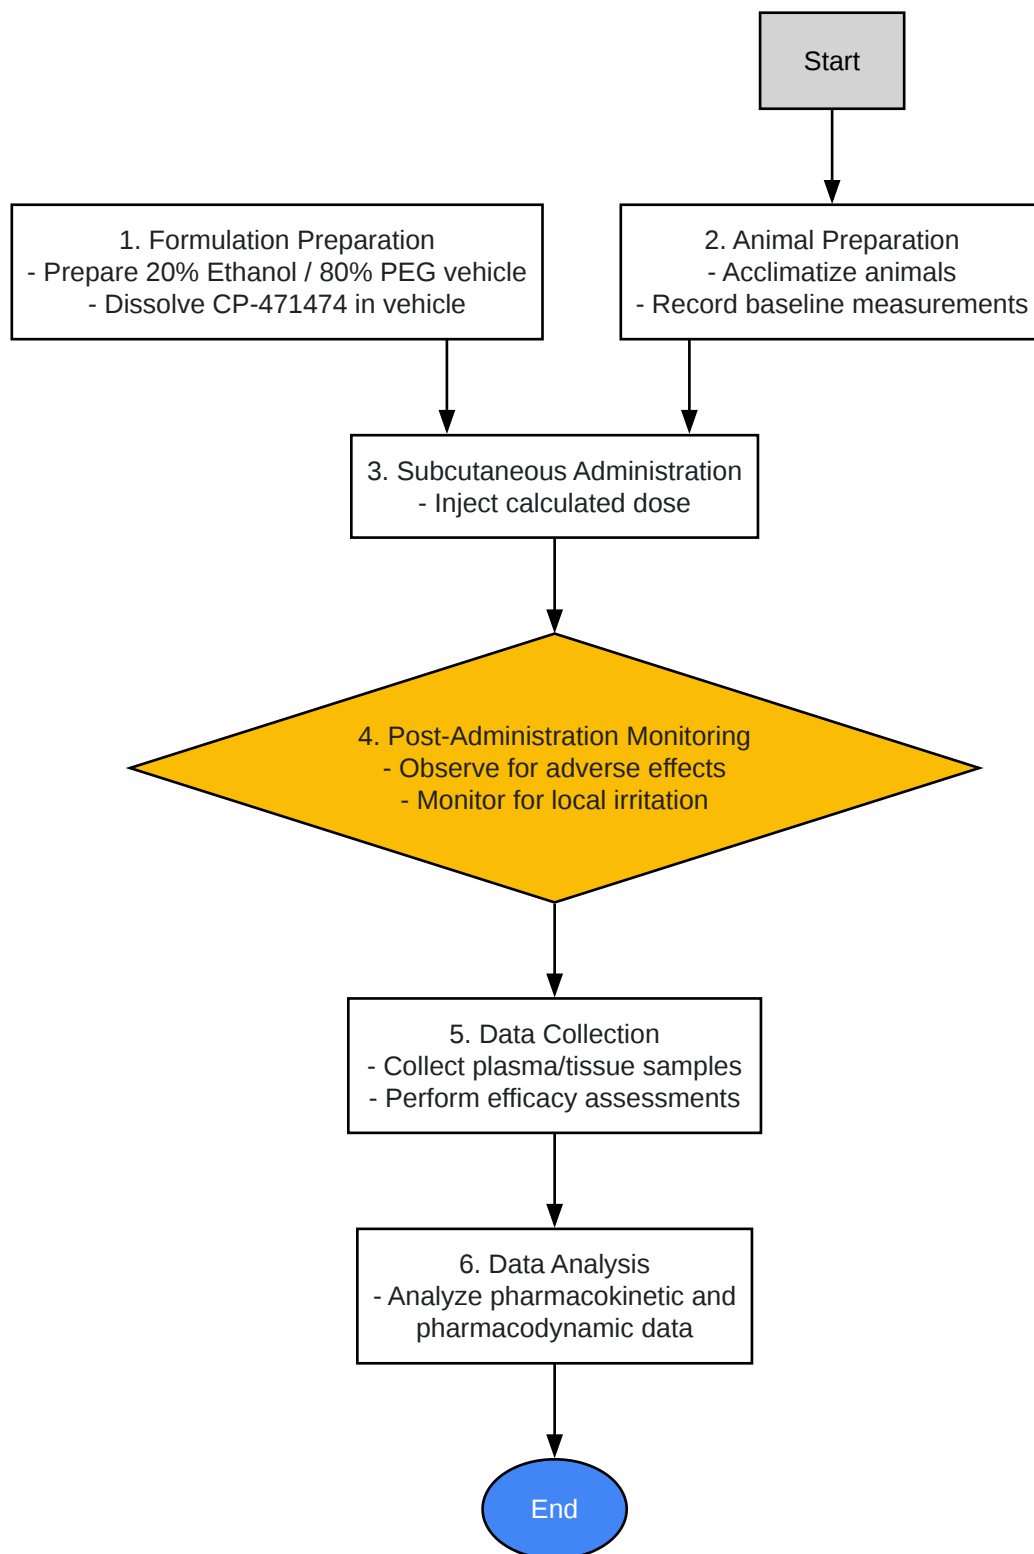 Start
1. Formulation Preparation
- Prepare 20% Ethanol / 80% PEG vehicle
- Dissolve CP-471474 in vehicle
2. Animal Preparation
- Acclimatize animals
- Record baseline measurements
3. Subcutaneous Administration
- Inject calculated dose
4. Post-Administration Monitoring
- Observe for adverse effects
- Monitor for local irritation
5. Data Collection
- Collect plasma/tissue samples
- Perform efficacy assessments
6. Data Analysis
- Analyze pharmacokinetic and
pharmacodynamic data
End